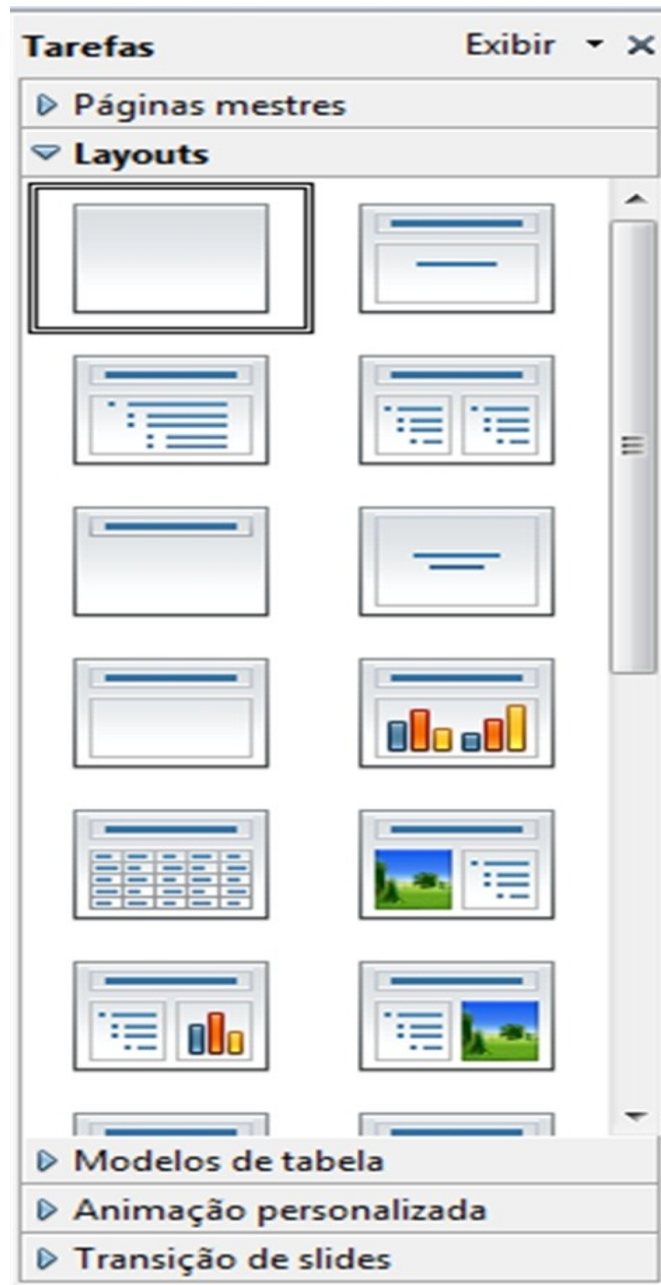 Tarefas Exibir
Páginas mestres
Layouts
Modelos de tabela
Animação personalizada
Transição de slides